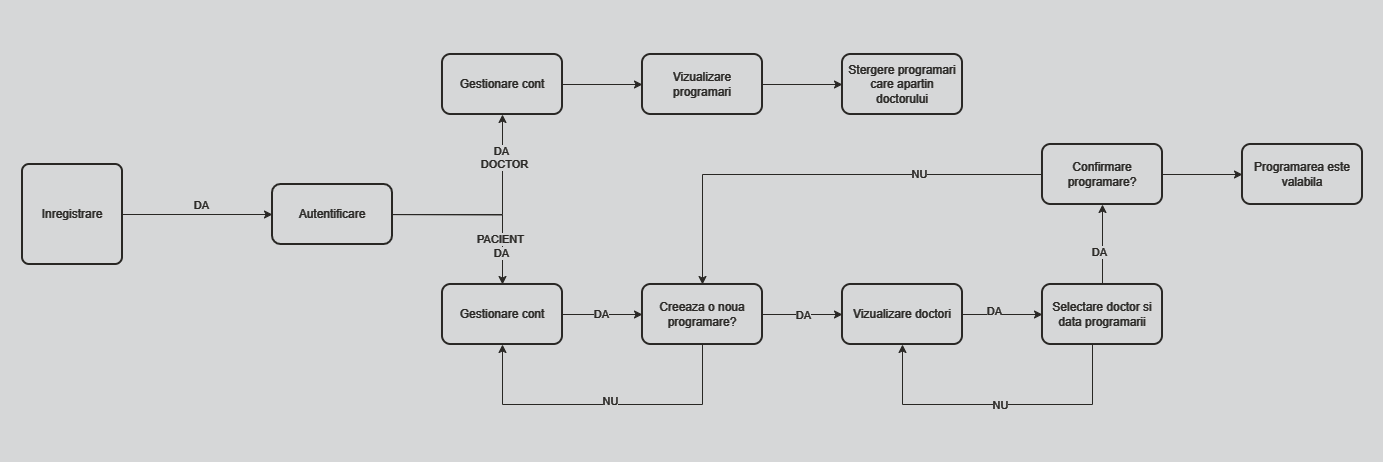 Gestionare cont
Vizualizare
programari
Stergere programari
care apartin
doctorului
DA
DOCTOR
Inregistrare
DA
Autentificare
PACIENT
DA
NU
Confirmare
programare?
Programarea este
valabila
DA
Gestionare cont
DA
Creeaza o noua
programare?
DA
Vizualizare doctori
DA
Selectare doctor si
data programarii
NU
NU